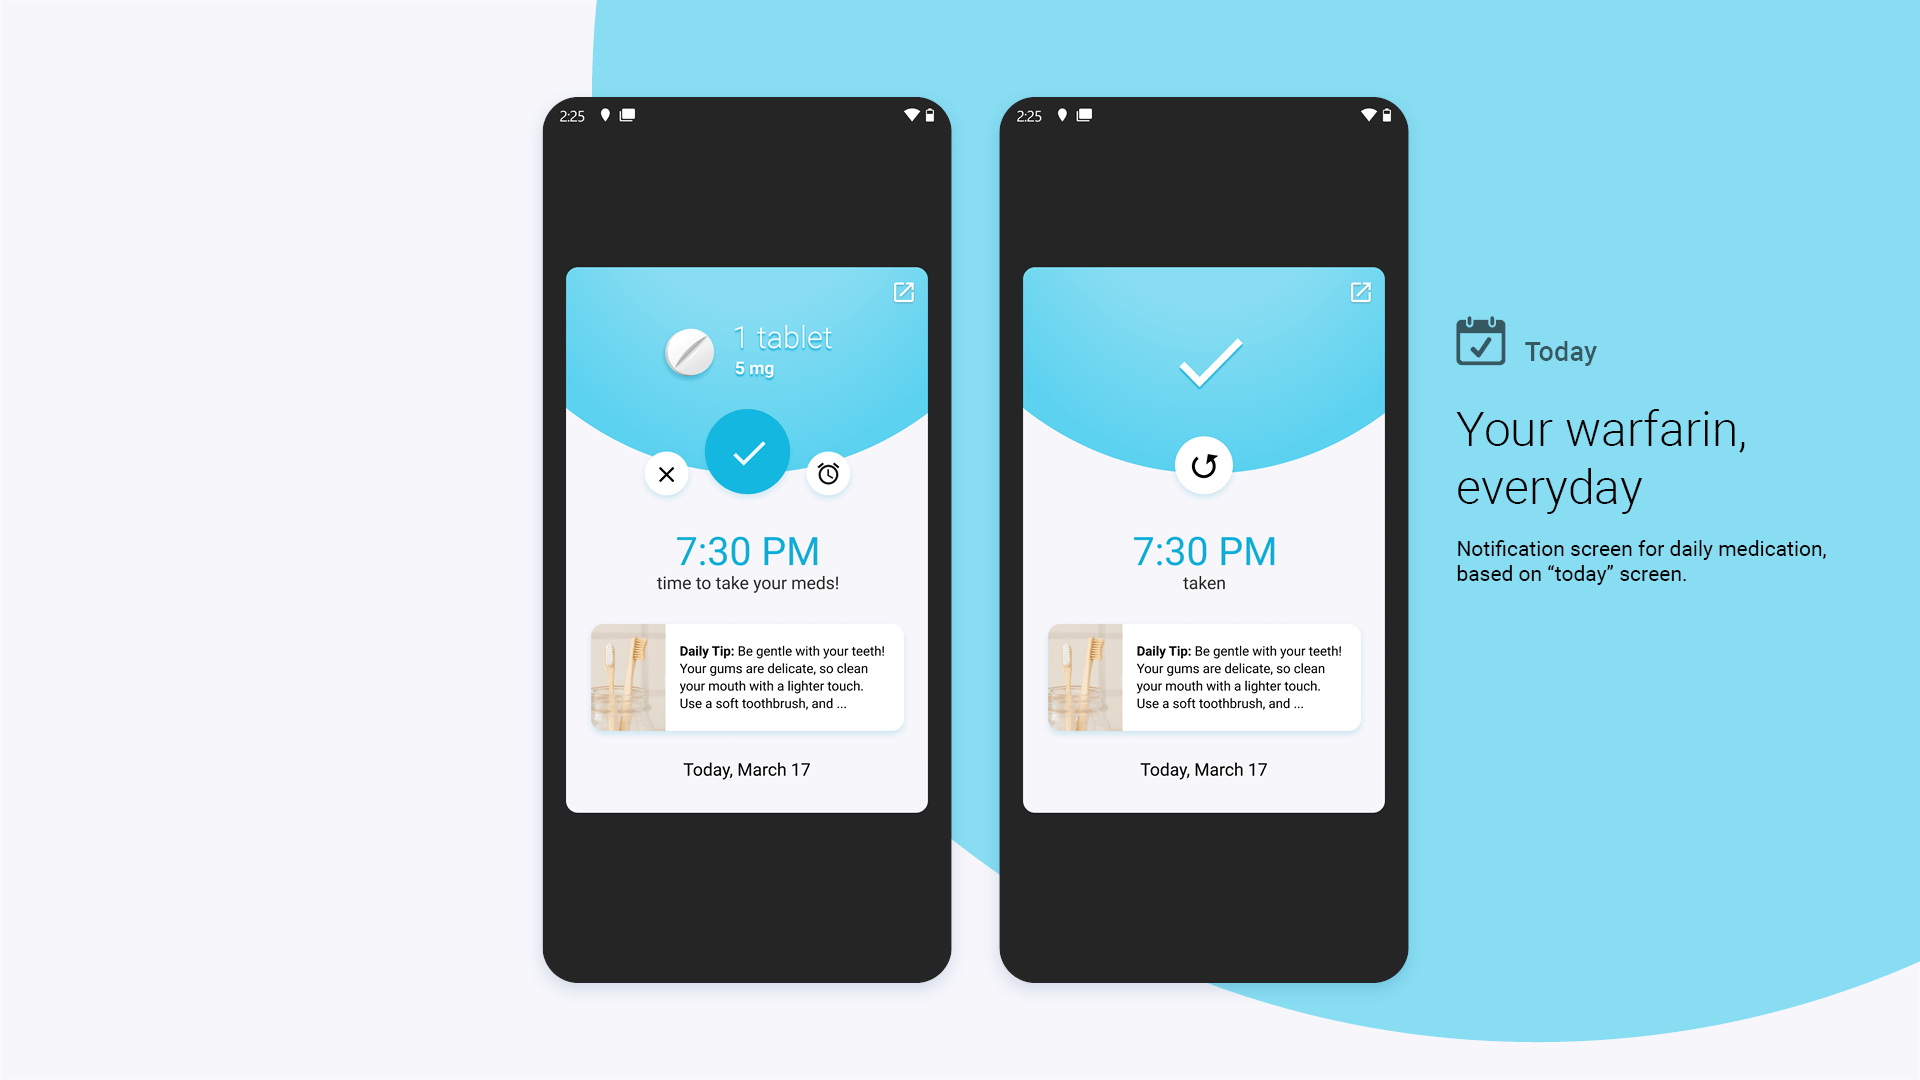 2:25
1 tablet
5 mg
7:30 PM
time to take your meds!
Daily Tip: Be gentle with your teeth!
Your gums are delicate, so clean
your mouth with a lighter touch.
Use a soft toothbrush, and ...
Today, March 17
2:25
7:30 PM
taken
Daily Tip: Be gentle with your teeth!
Your gums are delicate, so clean
your mouth with a lighter touch.
Use a soft toothbrush, and ...
Today, March 17
Today
Your warfarin,
everyday
Notification screen for daily medication,
based on “today” screen.